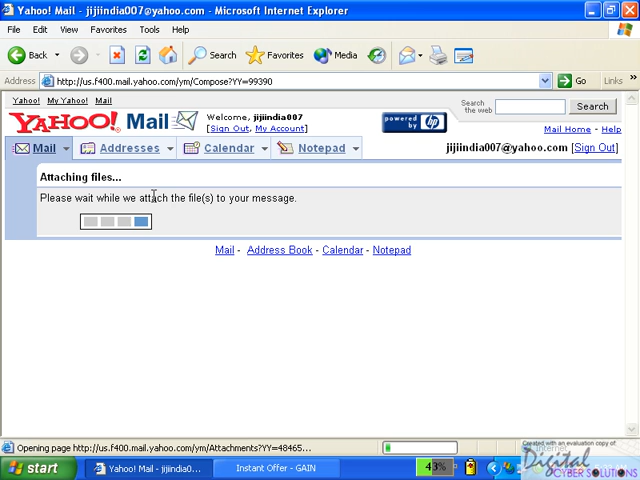 Yahoo! Mail - jijiindia007@yahoo.com - Microsoft Internet Explorer
File Edit View Favorites Tools Help
Back Search Favorites Media
Address http://us.f400.mail.yahoo.com/ym/Compose?YY=99390 Go Links »
Yahoo! My Yahoo! Mail
Search the web Search
YAHOO! Mail
Welcome, jijiindia007
[Sign Out, My Account]
powered by hp
Mail Home - Help
Mail Addresses Calendar Notepad jijiindia007@yahoo.com [Sign Out]
Attaching files...
Please wait while we attach the file(s) to your message.
Mail - Address Book - Calendar - Notepad
Opening page http://us.f400.mail.yahoo.com/ym/Attachments?YY=48465...
Internet
Created with an evaluation copy of
Digital
CYBER SOLUTIONS
start Yahoo! Mail - jijiindia0... Instant Offer - GAIN 43%